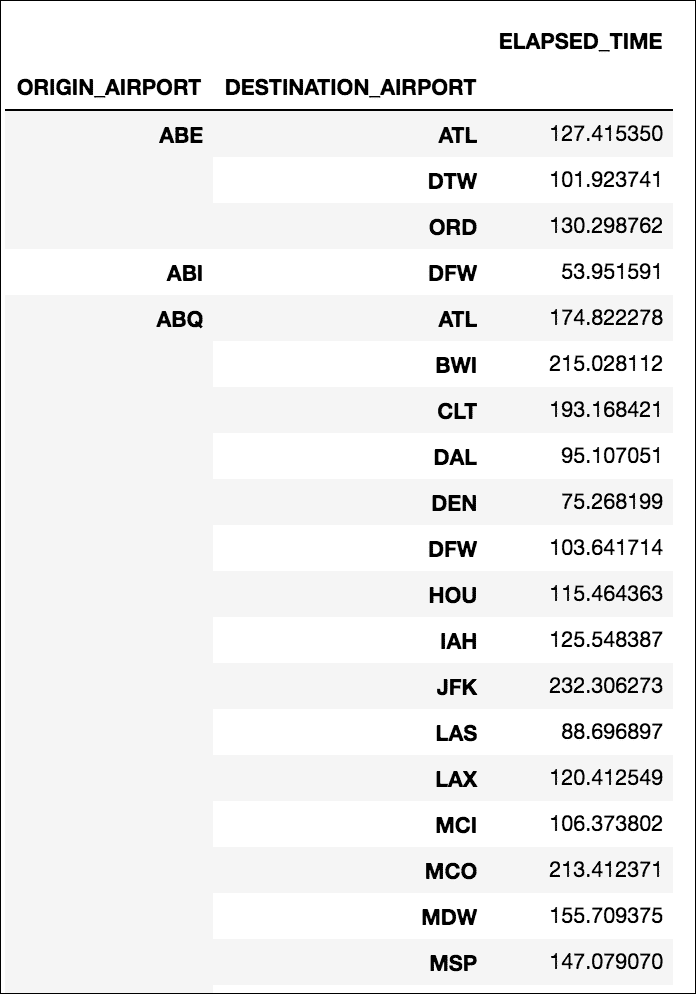 ELAPSED_TIME
ORIGIN_AIRPORT DESTINATION_AIRPORT
ABE ATL 127.415350
DTW 101.923741
ORD 130.298762
ABI DFW 53.951591
ABQ ATL 174.822278
BWI 215.028112
CLT 193.168421
DAL 95.107051
DEN 75.268199
DFW 103.641714
HOU 115.464363
IAH 125.548387
JFK 232.306273
LAS 88.696897
LAX 120.412549
MCI 106.373802
MCO 213.412371
MDW 155.709375
MSP 147.079070